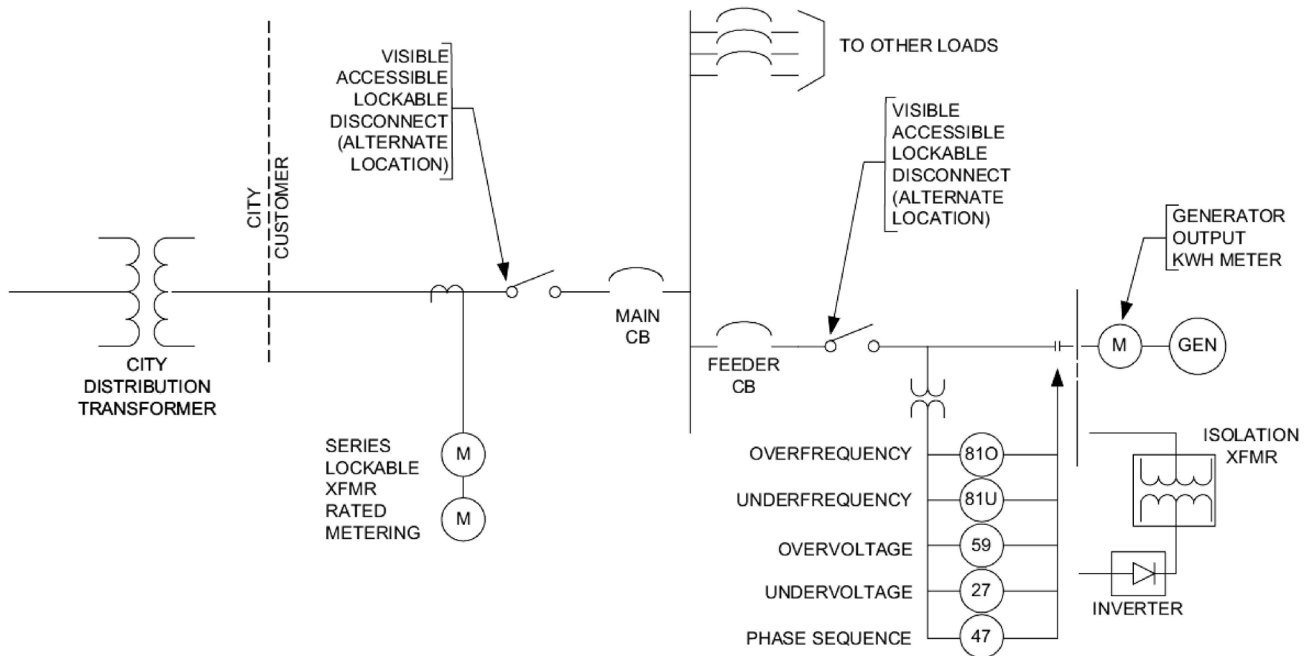 VISIBLE
ACCESSIBLE
LOCKABLE
DISCONNECT
(ALTERNATE
LOCATION)
TO OTHER LOADS
VISIBLE
ACCESSIBLE
LOCKABLE
DISCONNECT
(ALTERNATE
LOCATION)
CITY
CUSTOMER
GENERATOR
OUTPUT
KWH METER
MAIN
CB
CITY
DISTRIBUTION
TRANSFORMER
FEEDER
CB
M
GEN
SERIES
LOCKABLE
XFMR
RATED
METERING
M
M
OVERFREQUENCY
81O
UNDERFREQUENCY
81U
OVERVOLTAGE
59
UNDERVOLTAGE
27
PHASE SEQUENCE
47
ISOLATION
XFMR
INVERTER